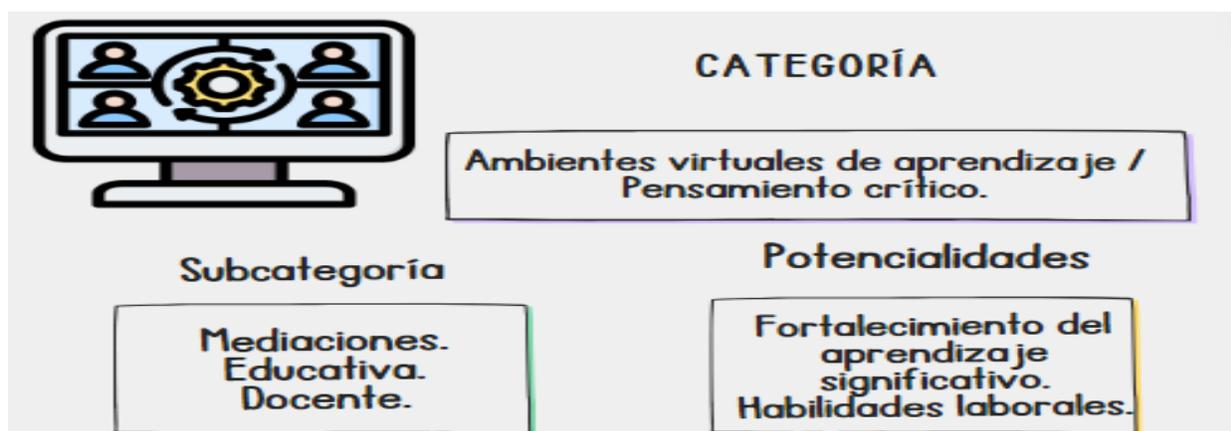 CATEGORÍA
Ambientes virtuales de aprendizaje /
Pensamiento crítico.
Subcategoría
Mediaciones.
Educativa.
Docente.
Potencialidades
Fortalecimiento del
aprendizaje
significativo.
Habilidades laborales.